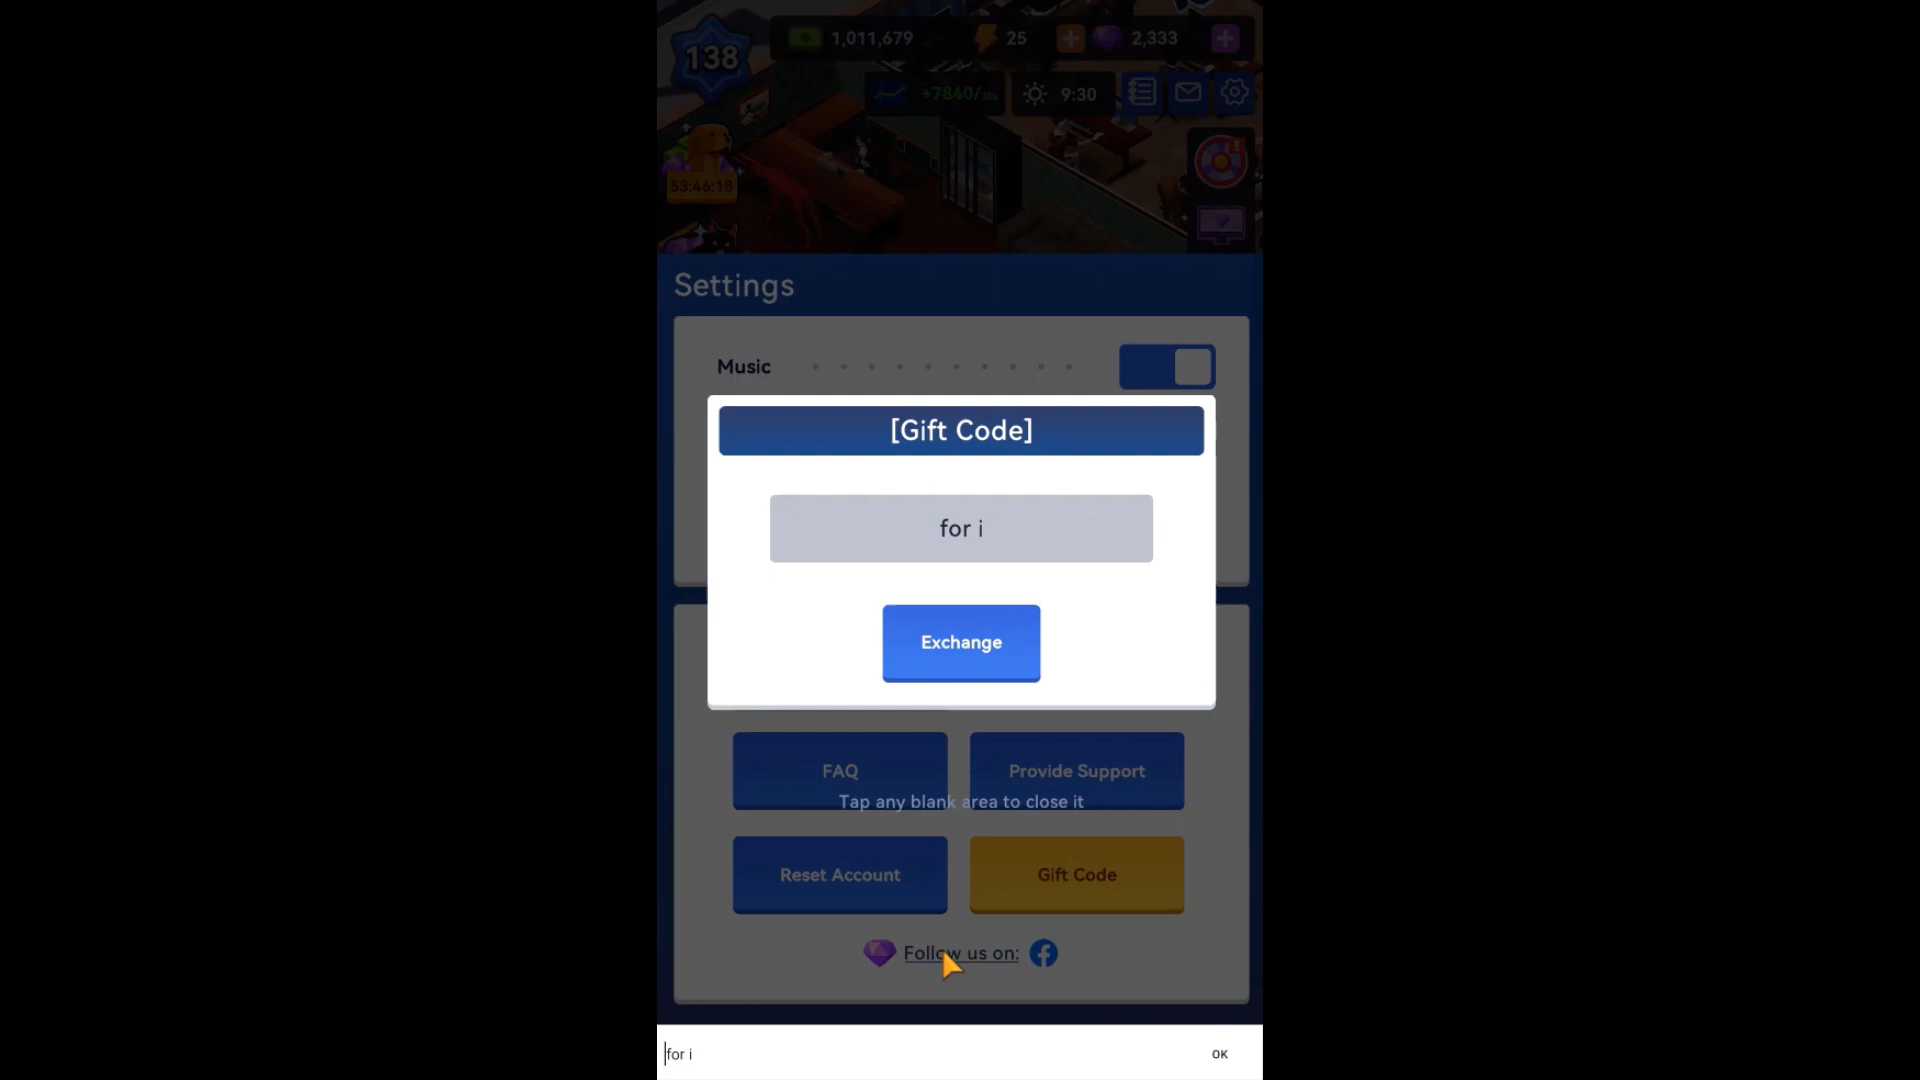 138
1,011,679
25
2,333
+7840/30s
9:30
53:46:18
Settings
Music
[Gift Code]
for i
Exchange
FAQ
Provide Support
Tap any blank area to close it
Reset Account
Gift Code
Follow us on:
for i
OK